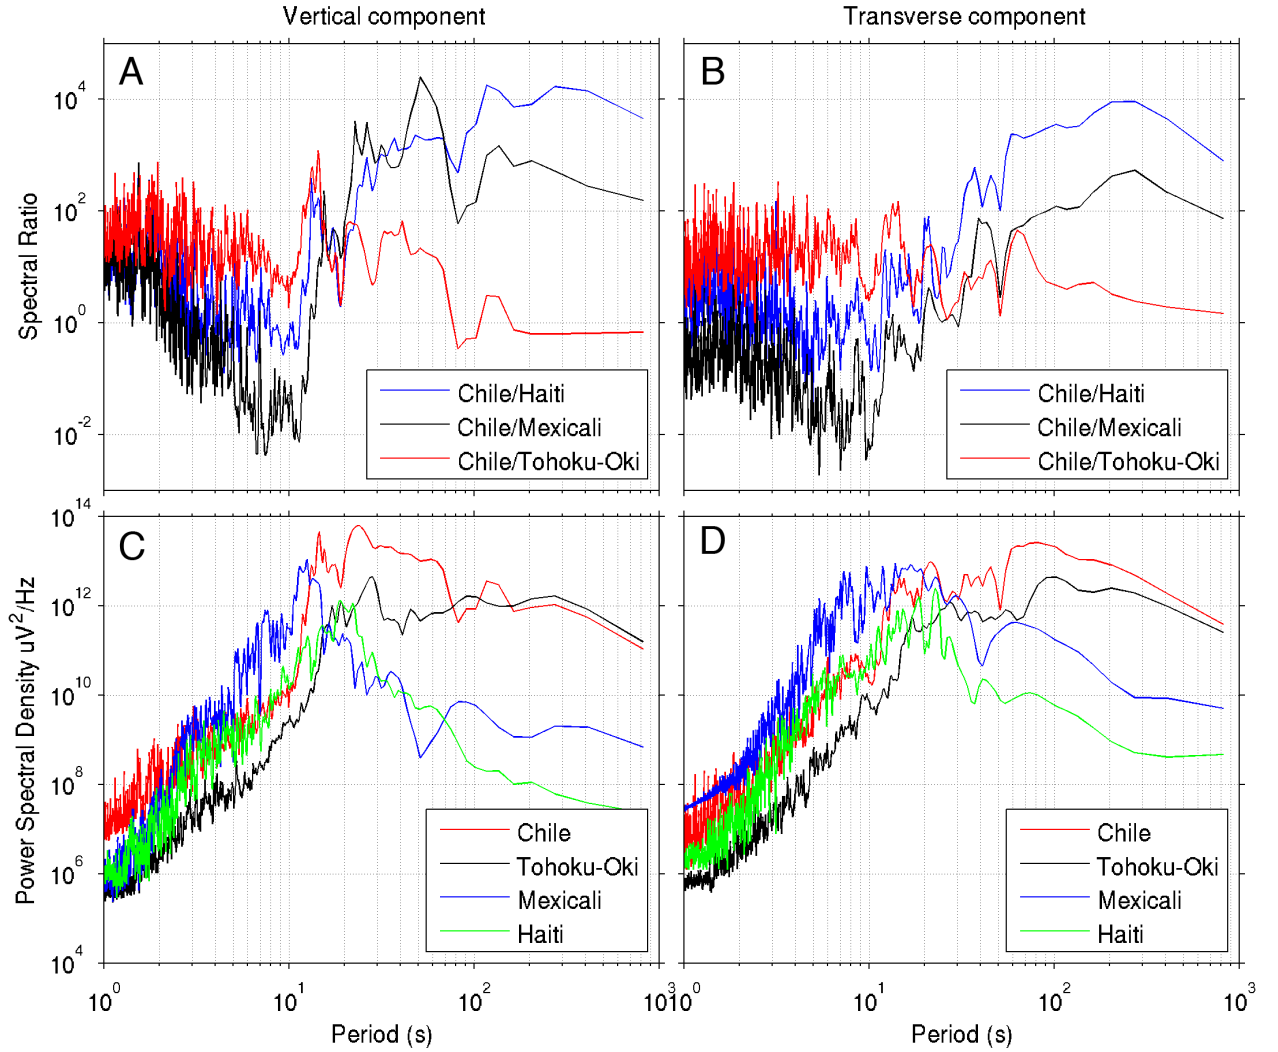 Vertical component
Transverse component
A
B
10^4
10^2
10^0
10^-2
Spectral Ratio
Chile/Haiti
Chile/Mexicali
Chile/Tohoku-Oki
Chile/Haiti
Chile/Mexicali
Chile/Tohoku-Oki
C
D
10^14
10^12
10^10
10^8
10^6
10^4
Power Spectral Density uV^2/Hz
Chile
Tohoku-Oki
Mexicali
Haiti
Chile
Tohoku-Oki
Mexicali
Haiti
10^0 10^1 10^2 10^3
10^0 10^1 10^2 10^3
Period (s)
Period (s)